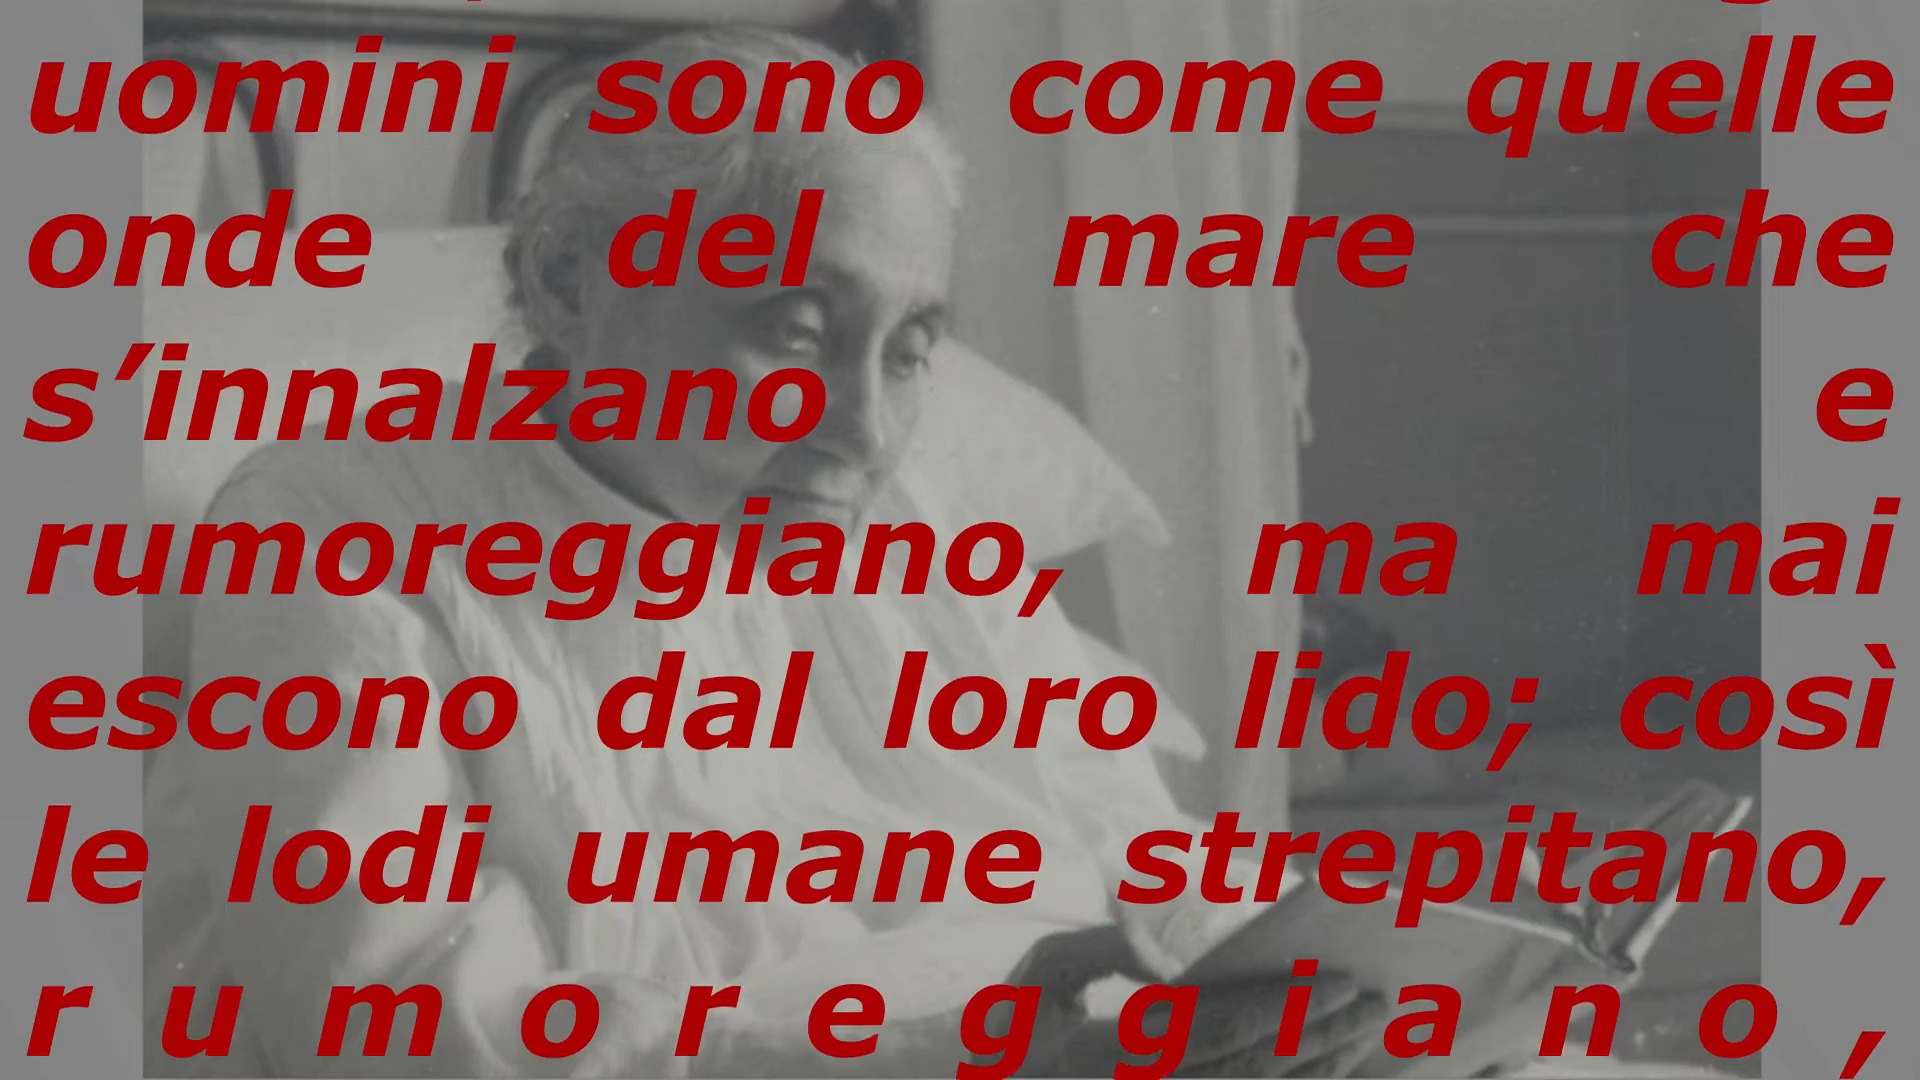 uomini sono come quelle
onde del mare che
s’innalzano e
rumoreggiano, ma mai
escono dal loro lido; così
le lodi umane strepitano,
rumoreggiano,